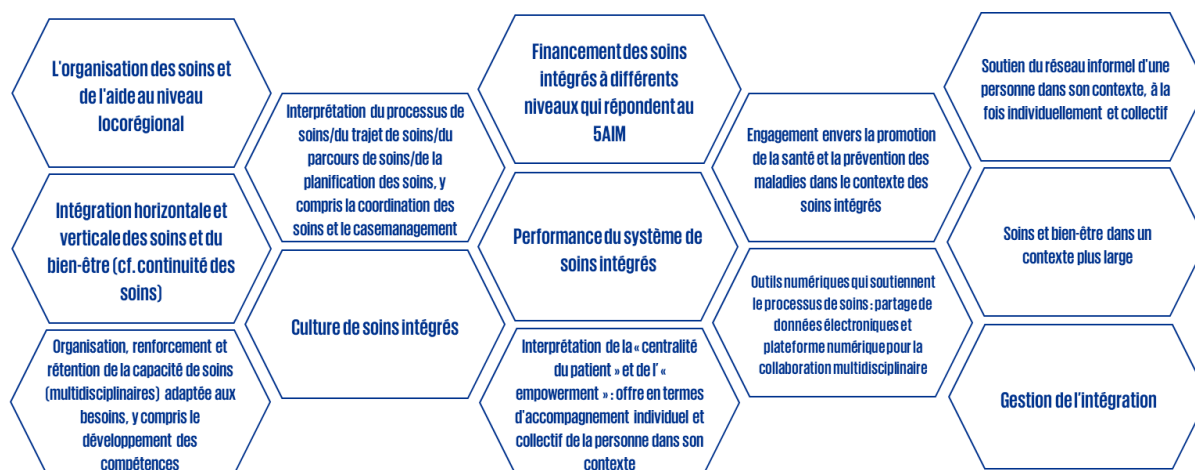 L'organisation des soins et
de l'aide au niveau
locorégional
Intégration horizontale et
verticale des soins et du
bien-être (cf. continuité des
soins)
Organisation, renforcement et
rétention de la capacité de soins
(multidisciplinaires) adaptée aux
besoins, y compris le
développement des
compétences
Interprétation du processus de
soins/du trajet de soins/du
parcours de soins/de la
planification des soins, y
compris la coordination des
soins et le casemanagement
Culture de soins intégrés
Financement des soins
intégrés à différents
niveaux qui répondent au
5AIM
Performance du système de
soins intégrés
Interprétation de la « centralité
du patient » et de l' «
empowerment » : offre en termes
d'accompagnement individuel et
collectif de la personne dans son
contexte
Engagement envers la promotion
de la santé et la prévention des
maladies dans le contexte des
soins intégrés
Outils numériques qui soutiennent
le processus de soins : partage de
données électroniques et
plateforme numérique pour la
collaboration multidisciplinaire
Soutien du réseau informel d'une
personne dans son contexte, à la
fois individuellement et collectif
Soins et bien-être dans un
contexte plus large
Gestion de l'intégration